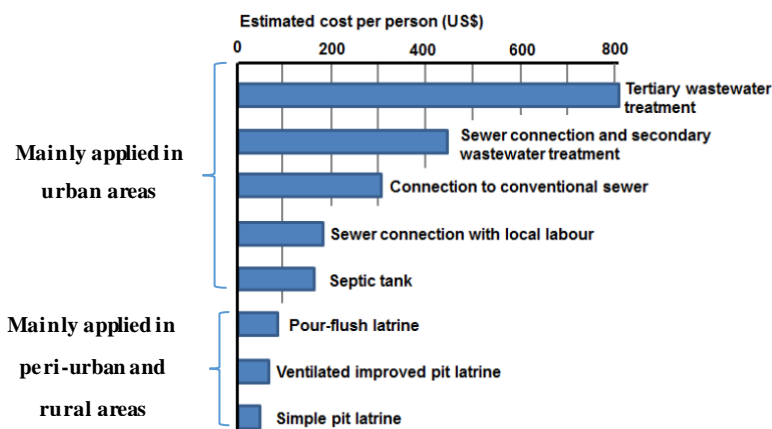 Estimated cost per person (US$)
0 200 400 600 800
Tertiary wastewater
treatment
Mainly applied in
urban areas
Sewer connection and secondary
wastewater treatment
Connection to conventional sewer
Sewer connection with local labour
Septic tank
Mainly applied in
peri-urban and
rural areas
Pour-flush latrine
Ventilated improved pit latrine
Simple pit latrine